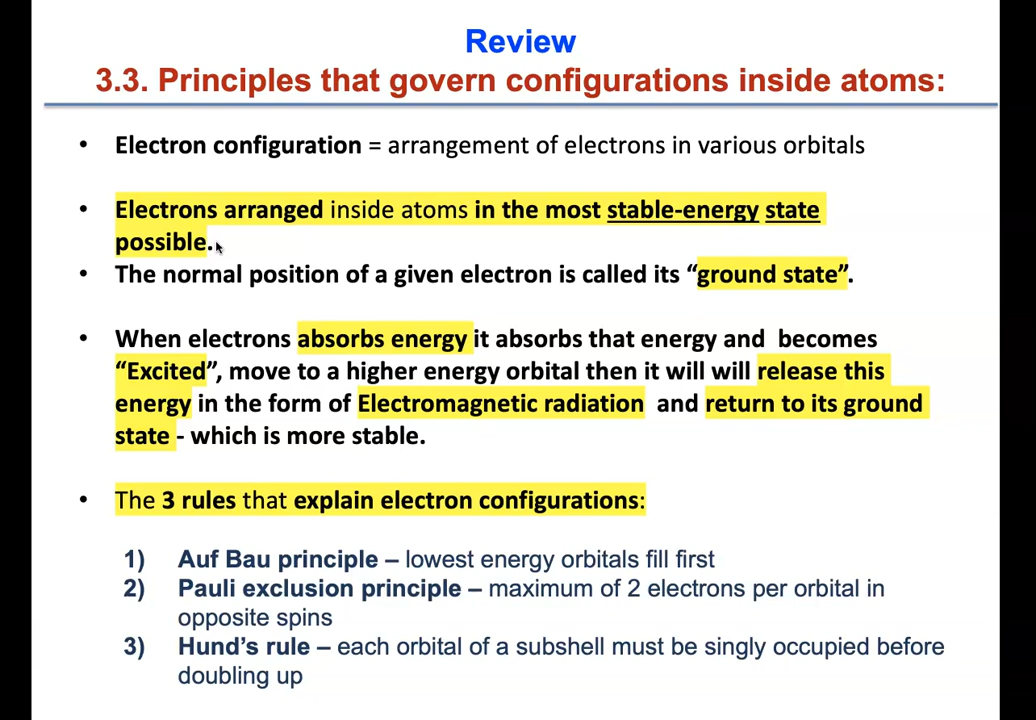 Review
3.3. Principles that govern configurations inside atoms:
• Electron configuration = arrangement of electrons in various orbitals
• Electrons arranged inside atoms in the most stable-energy state
possible.
• The normal position of a given electron is called its “ground state”.
• When electrons absorbs energy it absorbs that energy and becomes
“Excited”, move to a higher energy orbital then it will will release this
energy in the form of Electromagnetic radiation and return to its ground
state - which is more stable.
• The 3 rules that explain electron configurations:
1) Auf Bau principle – lowest energy orbitals fill first
2) Pauli exclusion principle – maximum of 2 electrons per orbital in
opposite spins
3) Hund’s rule – each orbital of a subshell must be singly occupied before
doubling up